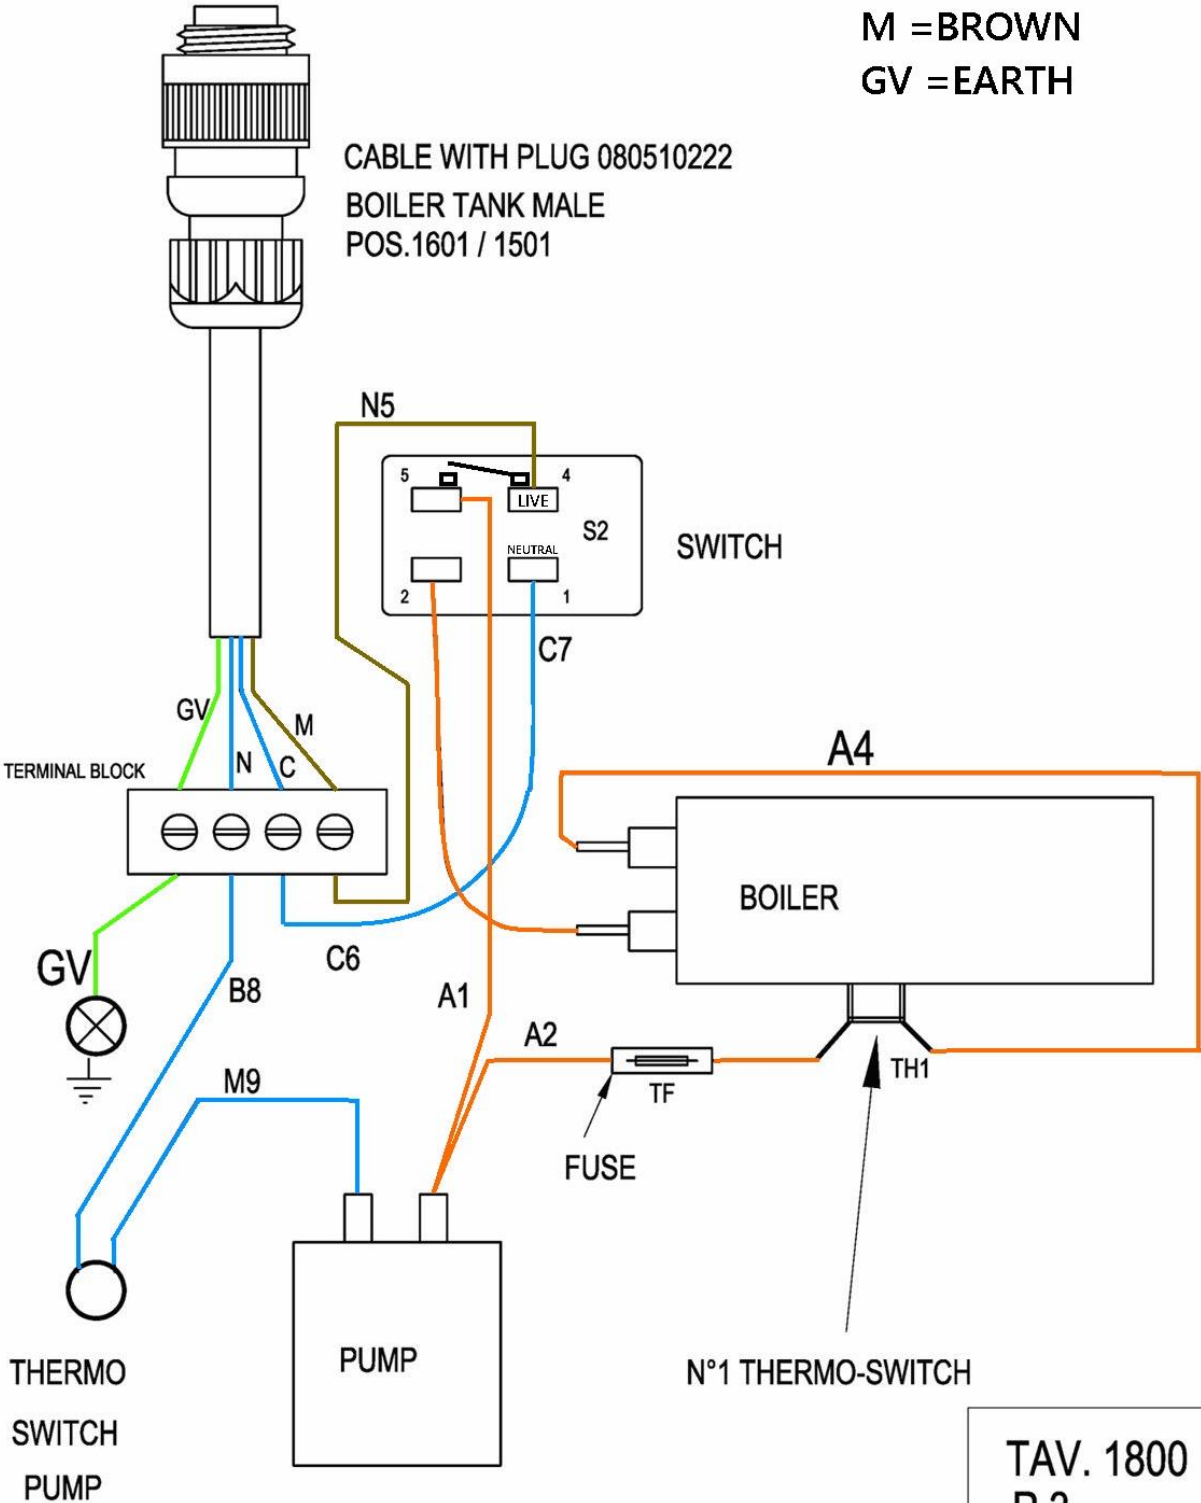 M =BROWN
GV =EARTH
CABLE WITH PLUG 080510222
BOILER TANK MALE
POS.1601 / 1501
N5
5
4
LIVE
S2
SWITCH
NEUTRAL
2
1
C7
GV
M
N
C
TERMINAL BLOCK
A4
BOILER
C6
GV
B8
A1
A2
TH1
TF
M9
FUSE
PUMP
THERMO
SWITCH
PUMP
N°1 THERMO-SWITCH
TAV. 1800